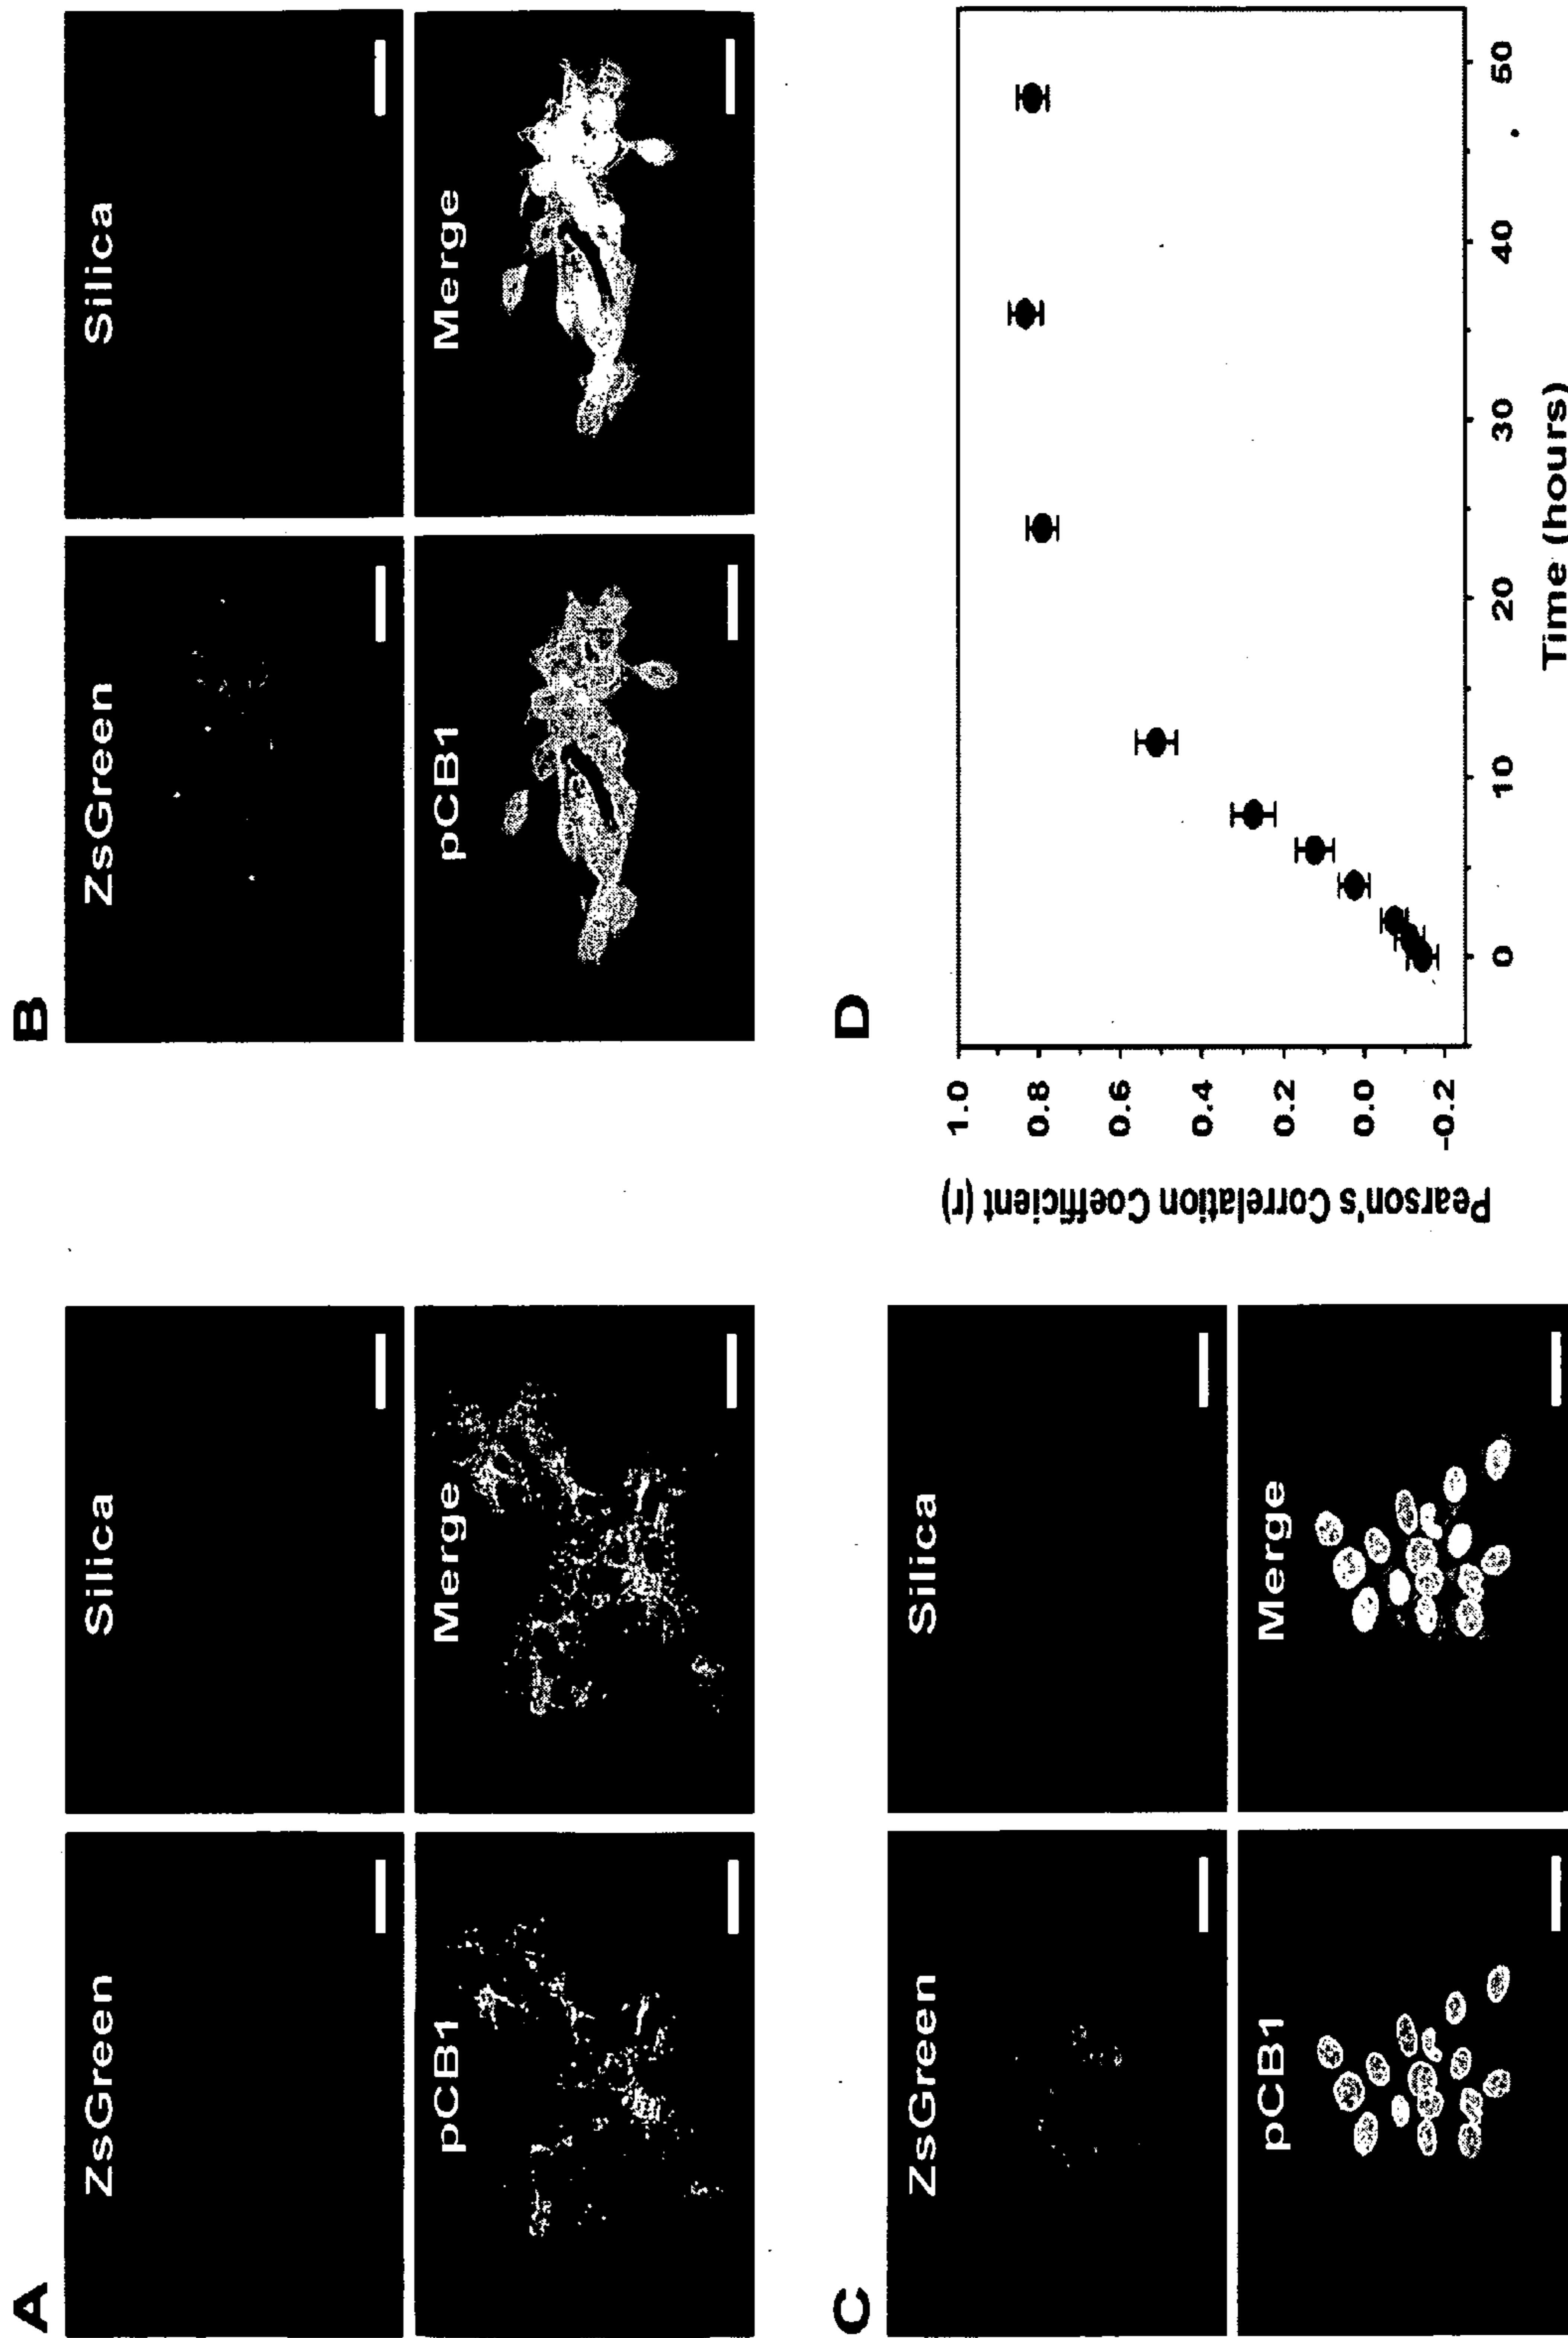 A
ZsGreen
Silica
pCB1
Merge
B
ZsGreen
Silica
pCB1
Merge
C
ZsGreen
Silica
pCB1
Merge
D
Pearson's Correlation Coefficient (r)
1.0
0.8
0.6
0.4
0.2
0.0
-0.2
0 10 20 30 40 50
Time (hours)